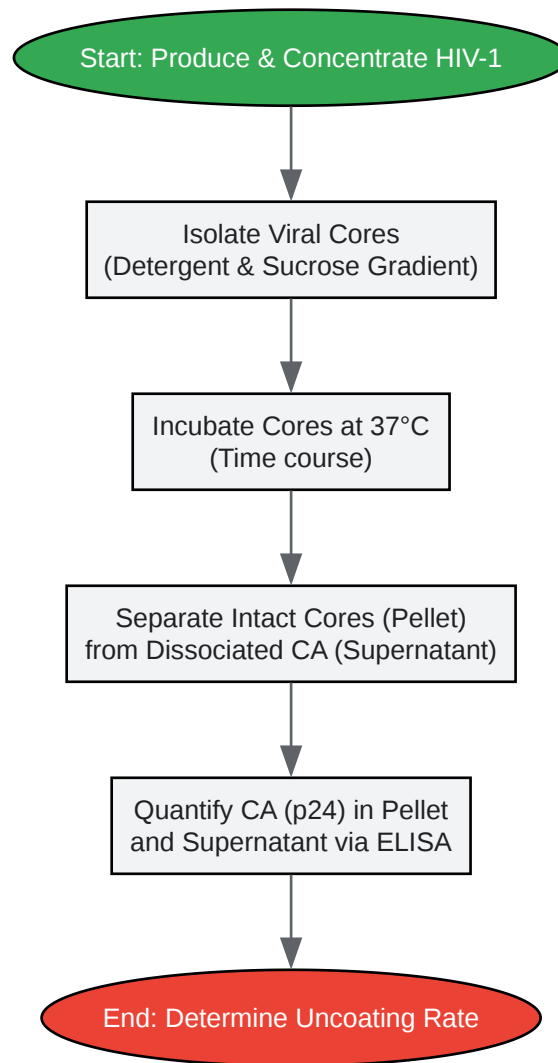 Start: Produce & Concentrate HIV-1
Isolate Viral Cores
(Detergent & Sucrose Gradient)
Incubate Cores at 37°C
(Time course)
Separate Intact Cores (Pellet)
from Dissociated CA (Supernatant)
Quantify CA (p24) in Pellet
and Supernatant via ELISA
End: Determine Uncoating Rate